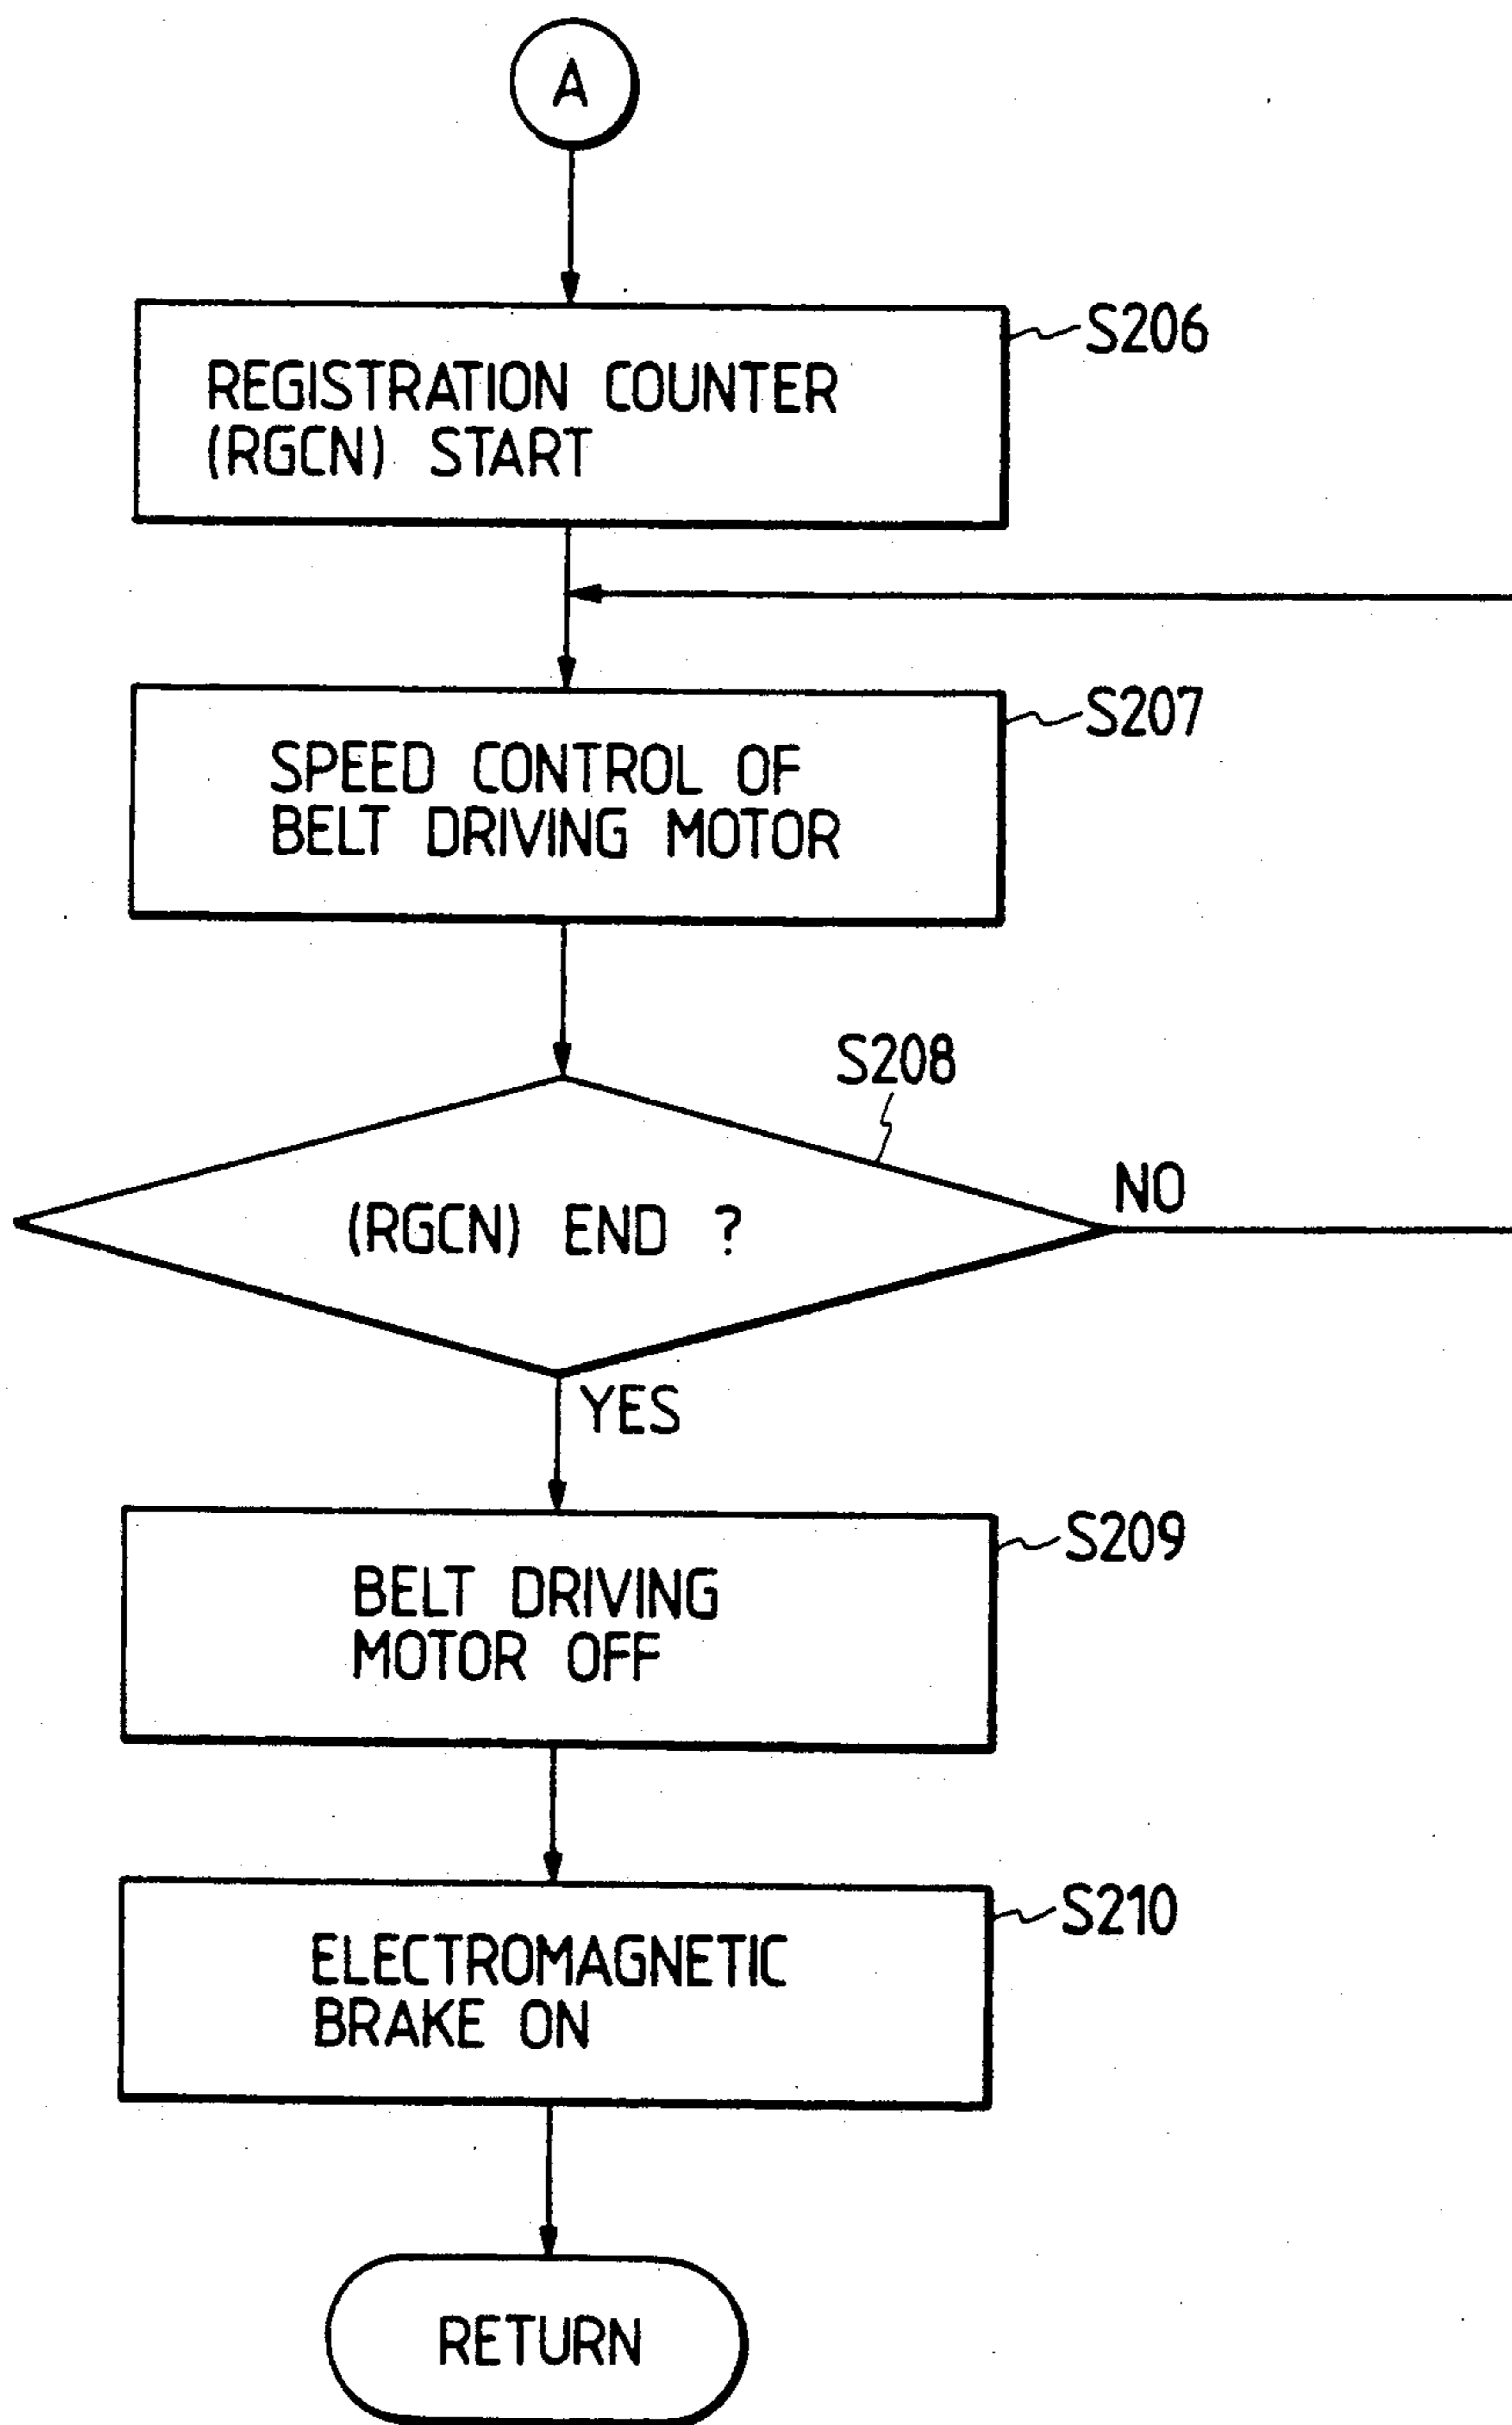 A
REGISTRATION COUNTER
(RGCN) START
S206
SPEED CONTROL OF
BELT DRIVING MOTOR
S207
S208
(RGCN) END ?
NO
YES
BELT DRIVING
MOTOR OFF
S209
ELECTROMAGNETIC
BRAKE ON
S210
RETURN